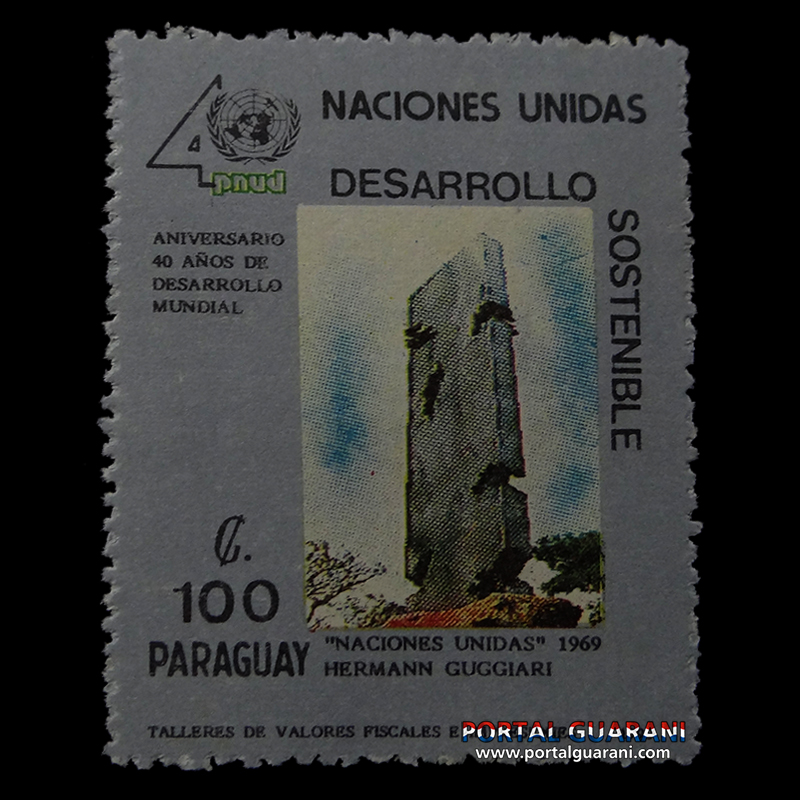 4
pnud
NACIONES UNIDAS
DESARROLLO
SOSTENIBLE
ANIVERSARIO
40 AÑOS DE
DESARROLLO
MUNDIAL
₲.
100
PARAGUAY
"NACIONES UNIDAS" 1969
HERMANN GUGGIARI
TALLERES DE VALORES FISCALES
PORTAL GUARANI
www.portalguarani.com